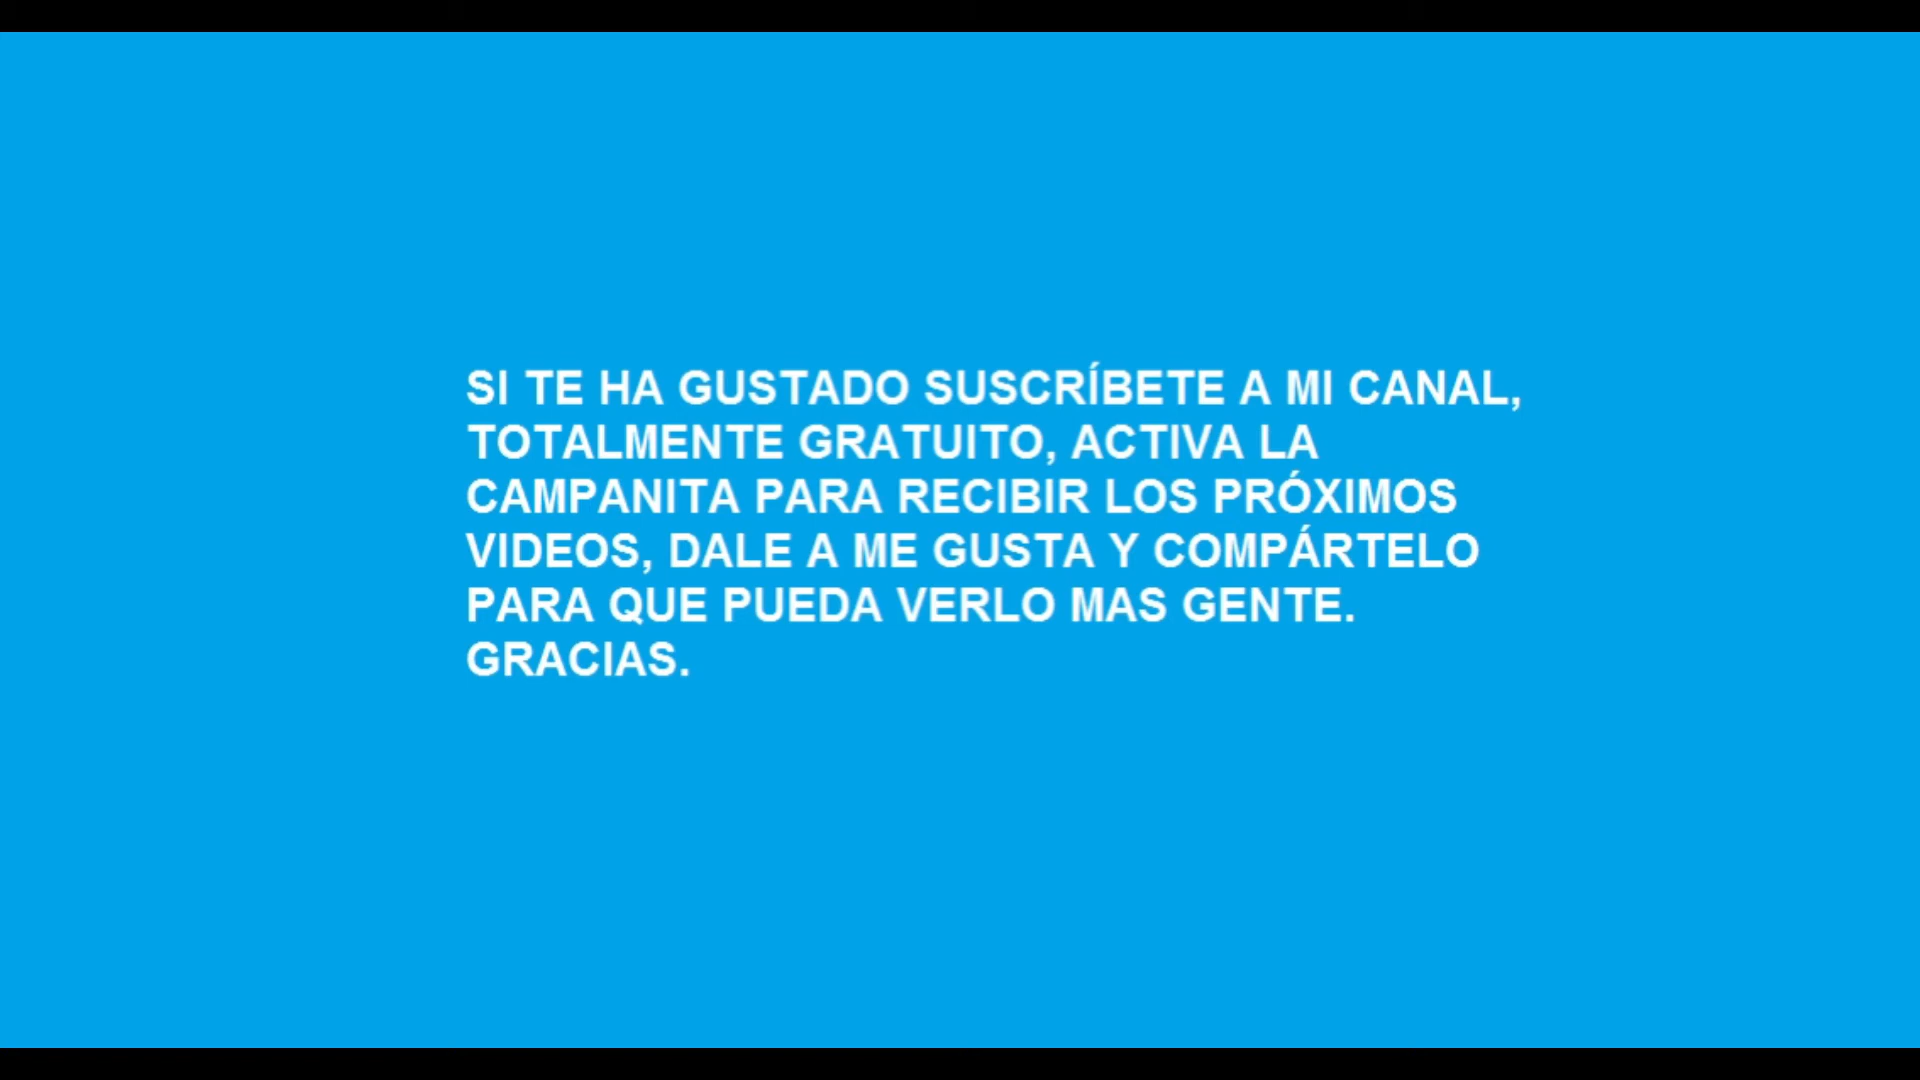 SI TE HA GUSTADO SUSCRÍBETE A MI CANAL,
TOTALMENTE GRATUITO, ACTIVA LA
CAMPANITA PARA RECIBIR LOS PRÓXIMOS
VIDEOS, DALE A ME GUSTA Y COMPÁRTELO
PARA QUE PUEDA VERLO MAS GENTE.
GRACIAS.